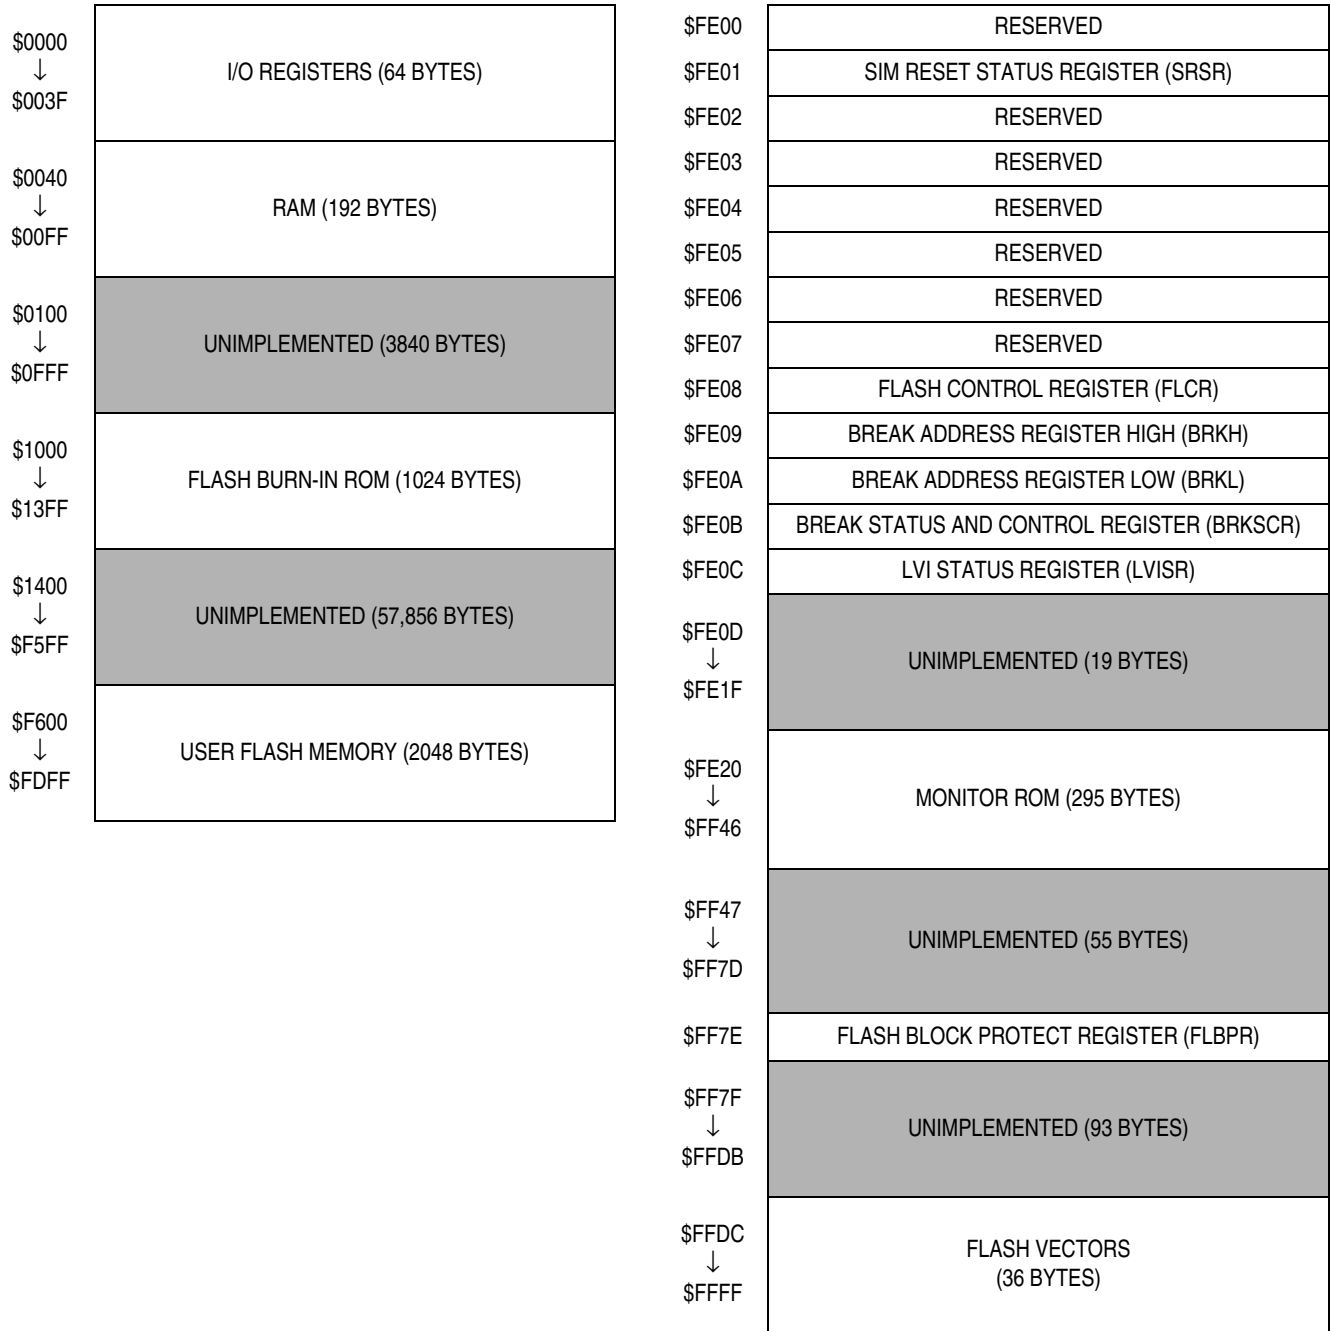 $0000
↓
$003F
I/O REGISTERS (64 BYTES)
$0040
↓
$00FF
RAM (192 BYTES)
$0100
↓
$0FFF
UNIMPLEMENTED (3840 BYTES)
$1000
↓
$13FF
FLASH BURN-IN ROM (1024 BYTES)
$1400
↓
$F5FF
UNIMPLEMENTED (57,856 BYTES)
$F600
↓
$FDFF
USER FLASH MEMORY (2048 BYTES)
$FE00 RESERVED
$FE01 SIM RESET STATUS REGISTER (SRSR)
$FE02 RESERVED
$FE03 RESERVED
$FE04 RESERVED
$FE05 RESERVED
$FE06 RESERVED
$FE07 RESERVED
$FE08 FLASH CONTROL REGISTER (FLCR)
$FE09 BREAK ADDRESS REGISTER HIGH (BRKH)
$FE0A BREAK ADDRESS REGISTER LOW (BRKL)
$FE0B BREAK STATUS AND CONTROL REGISTER (BRKSCR)
$FE0C LVI STATUS REGISTER (LVISR)
$FE0D
↓
$FE1F
UNIMPLEMENTED (19 BYTES)
$FE20
↓
$FF46
MONITOR ROM (295 BYTES)
$FF47
↓
$FF7D
UNIMPLEMENTED (55 BYTES)
$FF7E FLASH BLOCK PROTECT REGISTER (FLBPR)
$FF7F
↓
$FFDB
UNIMPLEMENTED (93 BYTES)
$FFDC
↓
$FFFF
FLASH VECTORS
(36 BYTES)